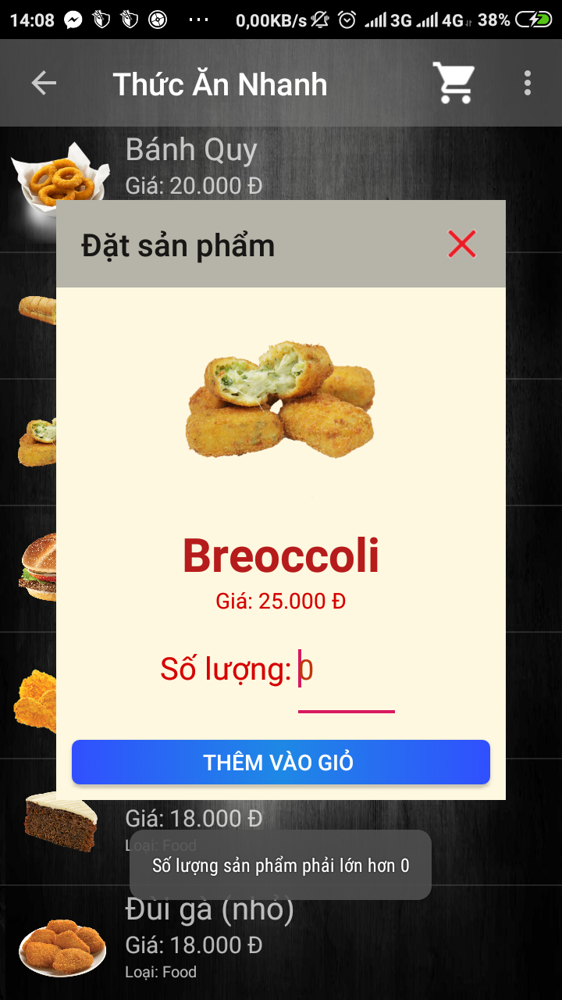 14:08 ... 0,00KB/s 3G 4G 38%
Thức Ăn Nhanh
Bánh Quy
Giá: 20.000 Đ
Đặt sản phẩm
Breoccoli
Giá: 25.000 Đ
Số lượng: 0
THÊM VÀO GIỎ
Giá: 18.000 Đ
Loại: Food
Số lượng sản phẩm phải lớn hơn 0
Đùi gà (nhỏ)
Giá: 18.000 Đ
Loại: Food